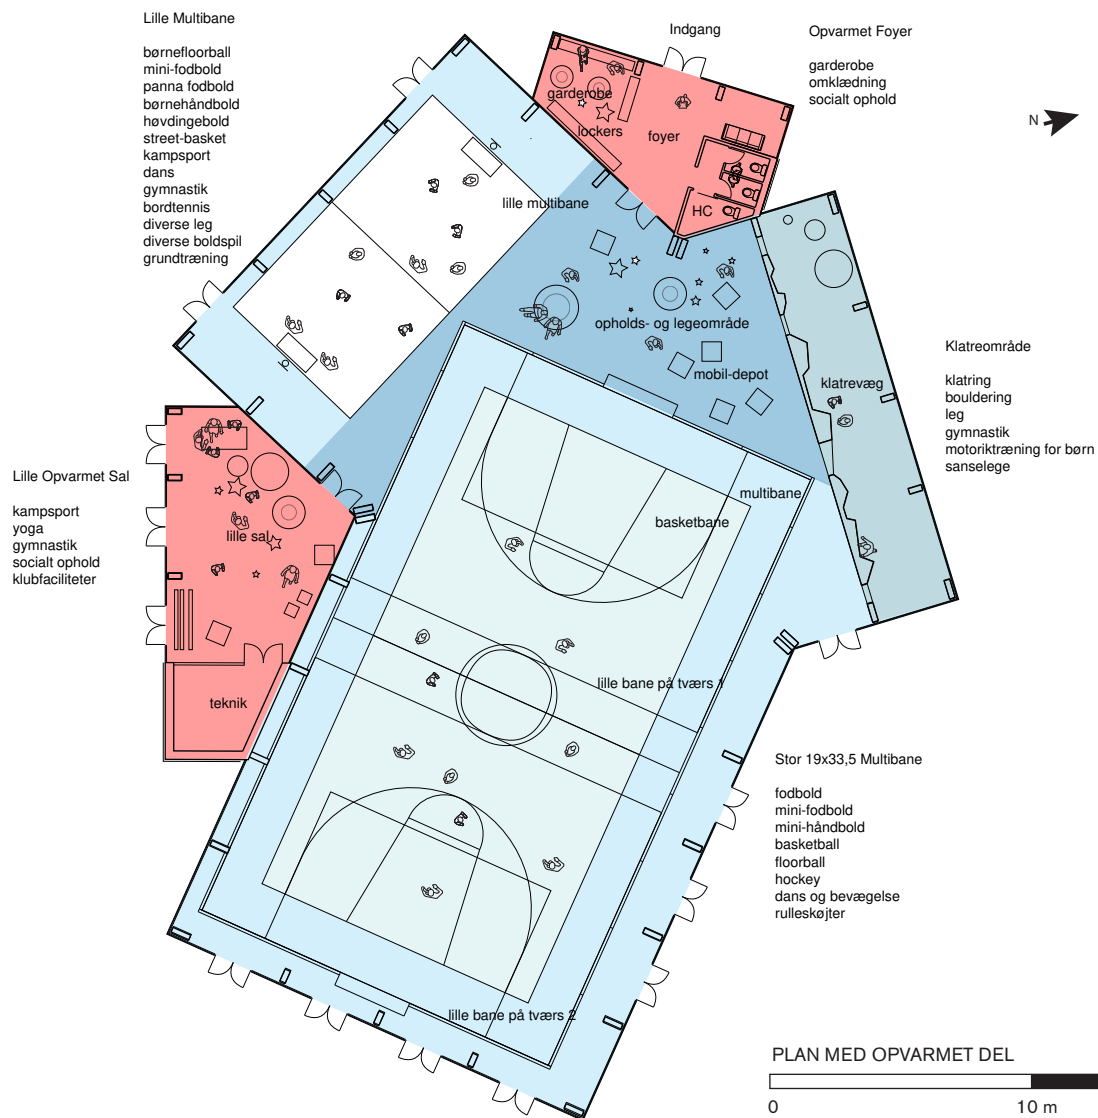 Lille Multibane
børnefloorball
mini-fodbold
panna fodbold
børnehåndbold
høvdingebold
street-basket
kampsport
dans
gymnastik
bordtennis
diverse leg
diverse boldspil
grundtræning
Indgang
Opvarmet Foyer
garderobe
omklædning
socialt ophold
N
garderobe
lockers
foyer
HC
lille multibane
opholds- og legeområde
mobil-depot
klatrevæg
Klatreområde
klatring
bouldering
leg
gymnastik
motoriktræning for børn
sanselege
Lille Opvarmet Sal
kampsport
yoga
gymnastik
socialt ophold
klubfaciliteter
lille sal
teknik
multibane
basketbane
lille bane på tværs 1
lille bane på tværs 2
Stor 19x33,5 Multibane
fodbold
mini-fodbold
mini-håndbold
basketball
floorball
hockey
dans og bevægelse
rulleskøjter
PLAN MED OPVARMET DEL
0 10 m